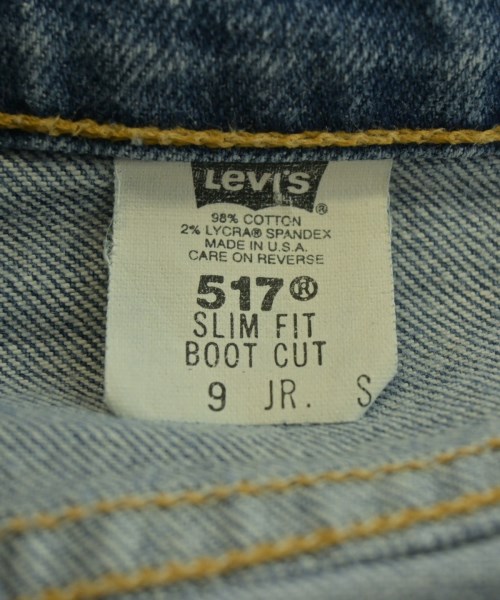 Levi's ®
98% COTTON
2% LYCRA® SPANDEX
MADE IN U.S.A.
CARE ON REVERSE
517®
SLIM FIT
BOOT CUT
9 JR. S